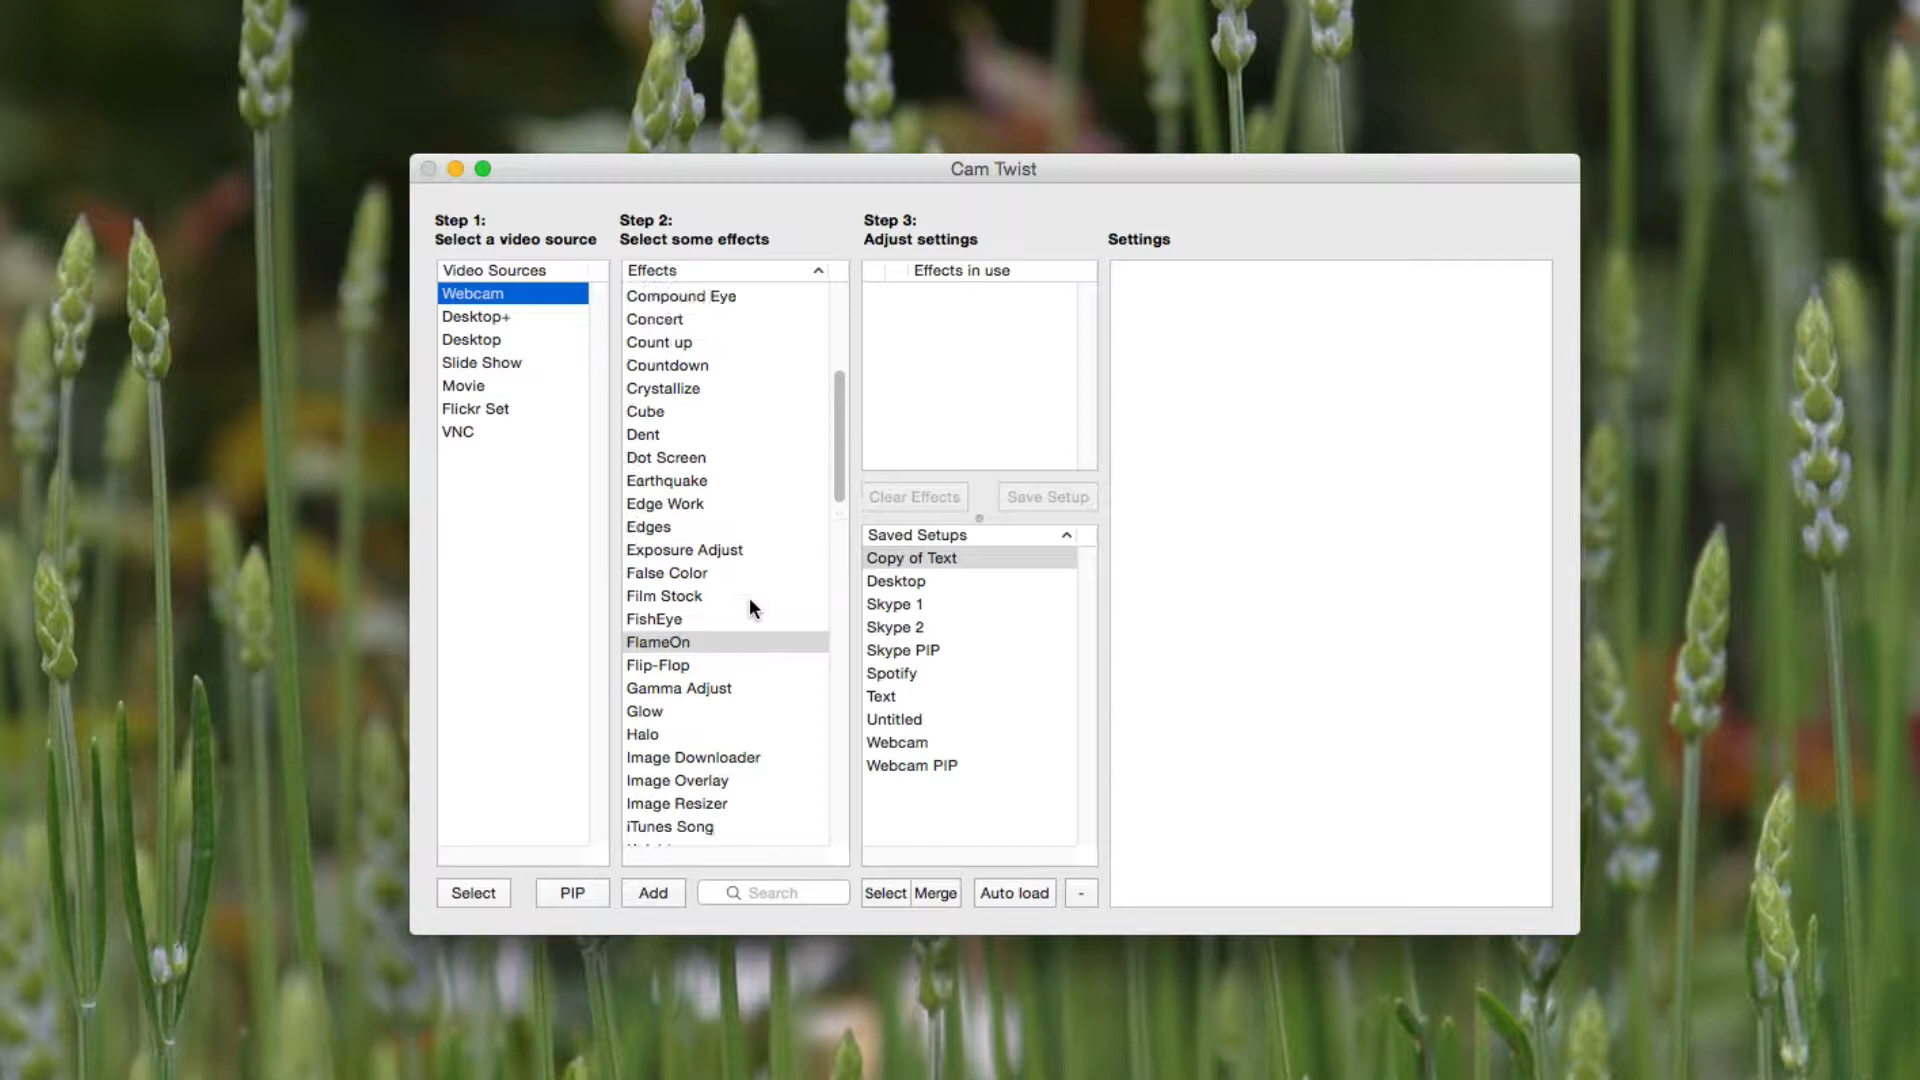 Cam Twist
Step 1:
Select a video source
Step 2:
Select some effects
Step 3:
Adjust settings
Settings
Video Sources
Webcam
Desktop+
Desktop
Slide Show
Movie
Flickr Set
VNC
Effects
Compound Eye
Concert
Count up
Countdown
Crystallize
Cube
Dent
Dot Screen
Earthquake
Edge Work
Edges
Exposure Adjust
False Color
Film Stock
FishEye
FlameOn
Flip-Flop
Gamma Adjust
Glow
Halo
Image Downloader
Image Overlay
Image Resizer
iTunes Song
Effects in use
Clear Effects
Save Setup
Saved Setups
Copy of Text
Desktop
Skype 1
Skype 2
Skype PIP
Spotify
Text
Untitled
Webcam
Webcam PIP
Select
PIP
Add
Search
Select
Merge
Auto load
-